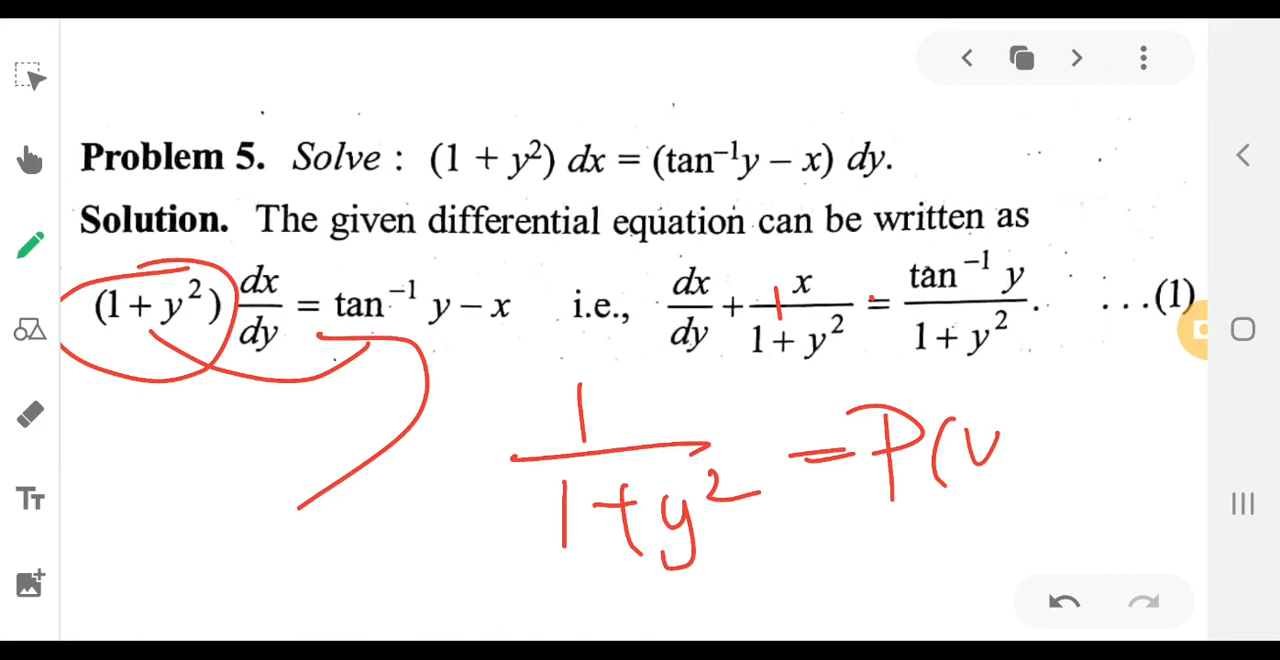 Problem 5. Solve : (1 + y²) dx = (tan⁻¹y – x) dy.
Solution. The given differential equation can be written as
(1 + y²) dx/dy = tan⁻¹ y – x i.e., dx/dy + x/(1 + y²) = tan⁻¹ y/(1 + y²). ...(1)
1/(1+y²) = P(
Tт